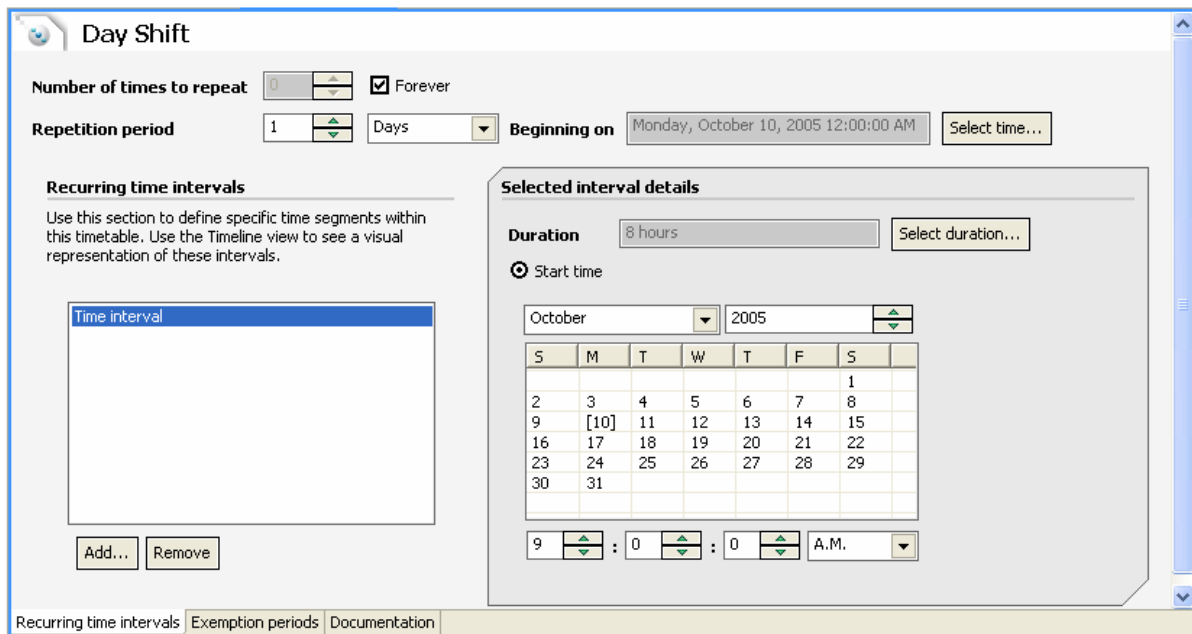 Day Shift
Number of times to repeat 0 Forever
Repetition period 1 Days Beginning on Monday, October 10, 2005 12:00:00 AM Select time...
Recurring time intervals
Use this section to define specific time segments within
this timetable. Use the Timeline view to see a visual
representation of these intervals.
Time interval
Add... Remove
Selected interval details
Duration 8 hours Select duration...
Start time
October 2005
S M T W T F S
1
2 3 4 5 6 7 8
9 [10] 11 12 13 14 15
16 17 18 19 20 21 22
23 24 25 26 27 28 29
30 31
9 : 0 : 0 A.M.
Recurring time intervals Exemption periods Documentation